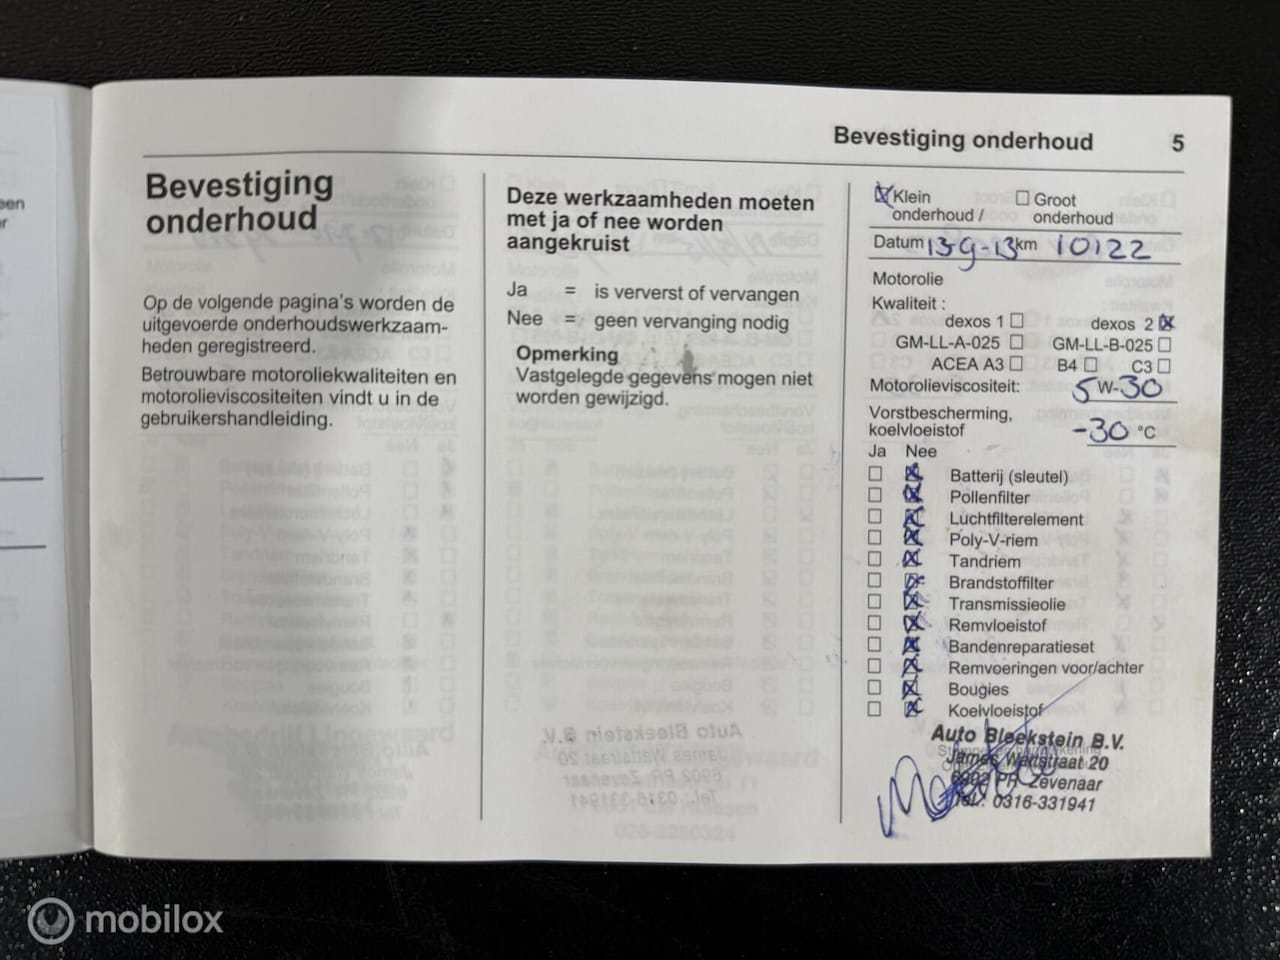 Bevestiging onderhoud 5
Bevestiging
onderhoud
Op de volgende pagina's worden de
uitgevoerde onderhoudswerkzaam-
heden geregistreerd.
Betrouwbare motoroliekwaliteiten en
motorolieviscositeiten vindt u in de
gebruikershandleiding.
Deze werkzaamheden moeten
met ja of nee worden
aangekruist
Ja = is ververst of vervangen
Nee = geen vervanging nodig
Opmerking
Vastgelegde gegevens mogen niet
worden gewijzigd.
Klein onderhoud / Groot onderhoud
Datum 13-9-13 km 10122
Motorolie
Kwaliteit :
dexos 1 dexos 2
GM-LL-A-025 GM-LL-B-025
ACEA A3 B4 C3
Motorolieviscositeit: 5 W-30
Vorstbescherming,
koelvloeistof -30 °C
Ja Nee
Batterij (sleutel)
Pollenfilter
Luchtfilterelement
Poly-V-riem
Tandriem
Brandstoffilter
Transmissieolie
Remvloeistof
Bandenreparatieset
Remvoeringen voor/achter
Bougies
Koelvloeistof
Auto Bleekstein B.V.
James Wattstraat 20
6902 PR Zevenaar
Tel. 0316-331941
mobilox